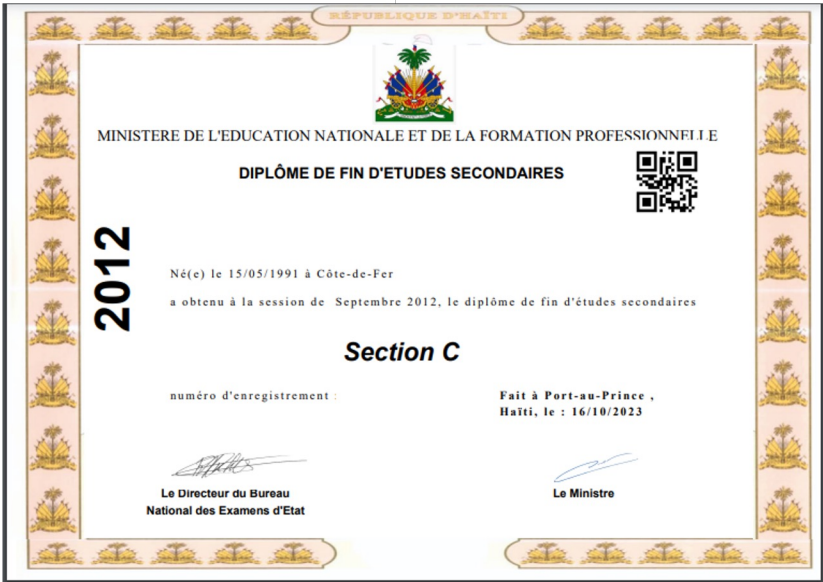 RÉPUBLIQUE D'HAÏTI
MINISTERE DE L'EDUCATION NATIONALE ET DE LA FORMATION PROFESSIONNELLE
DIPLÔME DE FIN D'ETUDES SECONDAIRES
2012
Né(e) le 15/05/1991 à Côte-de-Fer
a obtenu à la session de Septembre 2012, le diplôme de fin d'études secondaires
Section C
numéro d'enregistrement :
Fait à Port-au-Prince ,
Haïti, le : 16/10/2023
Le Directeur du Bureau
National des Examens d'Etat
Le Ministre